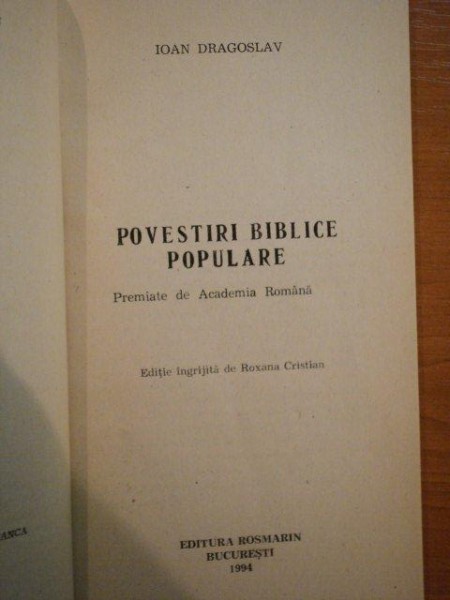 IOAN DRAGOSLAV
POVESTIRI BIBLICE
POPULARE
Premiate de Academia Română
Ediție îngrijită de Roxana Cristian
EDITURA ROSMARIN
BUCUREȘTI
1994